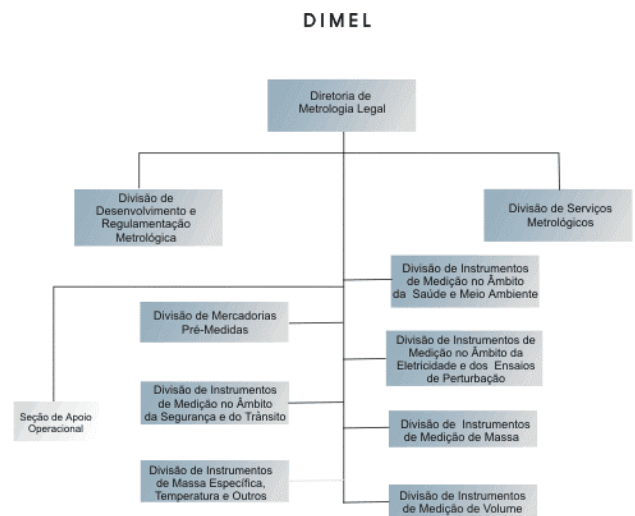 DIMEL
Diretoria de
Metrologia Legal
Divisão de
Desenvolvimento e
Regulamentação
Metrológica
Divisão de Serviços
Metrológicos
Divisão de Instrumentos
de Medição no Âmbito
da Saúde e Meio Ambiente
Divisão de Mercadorias
Pré-Medidas
Divisão de Instrumentos de
Medição no Âmbito da
Eletricidade e dos Ensaios
de Perturbação
Divisão de Instrumentos
de Medição no Âmbito
da Segurança e do Trânsito
Seção de Apoio
Operacional
Divisão de Instrumentos
de Medição de Massa
Divisão de Instrumentos
de Massa Específica,
Temperatura e Outros
Divisão de Instrumentos
de Medição de Volume